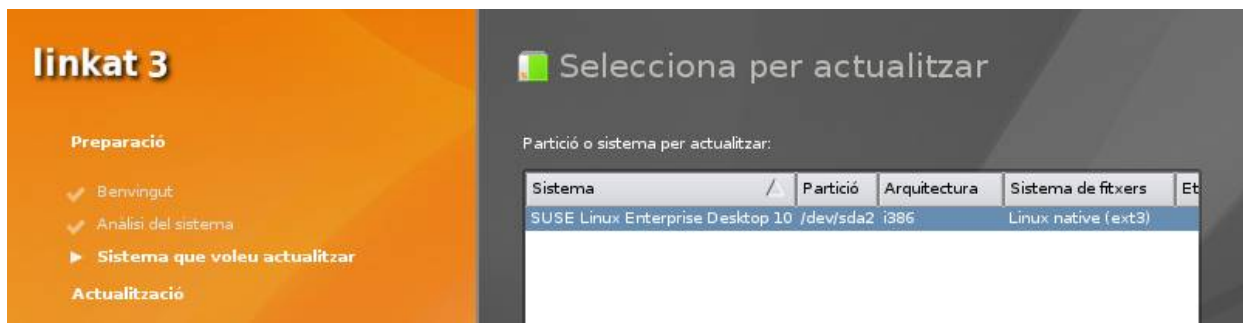 linkat 3
Preparació
Benvingut
Anàlisi del sistema
Sistema que voleu actualitzar
Actualització
Selecciona per actualitzar
Partició o sistema per actualitzar:
Sistema Partició Arquitectura Sistema de fitxers Et
SUSE Linux Enterprise Desktop 10 /dev/sda2 i386 Linux native (ext3)